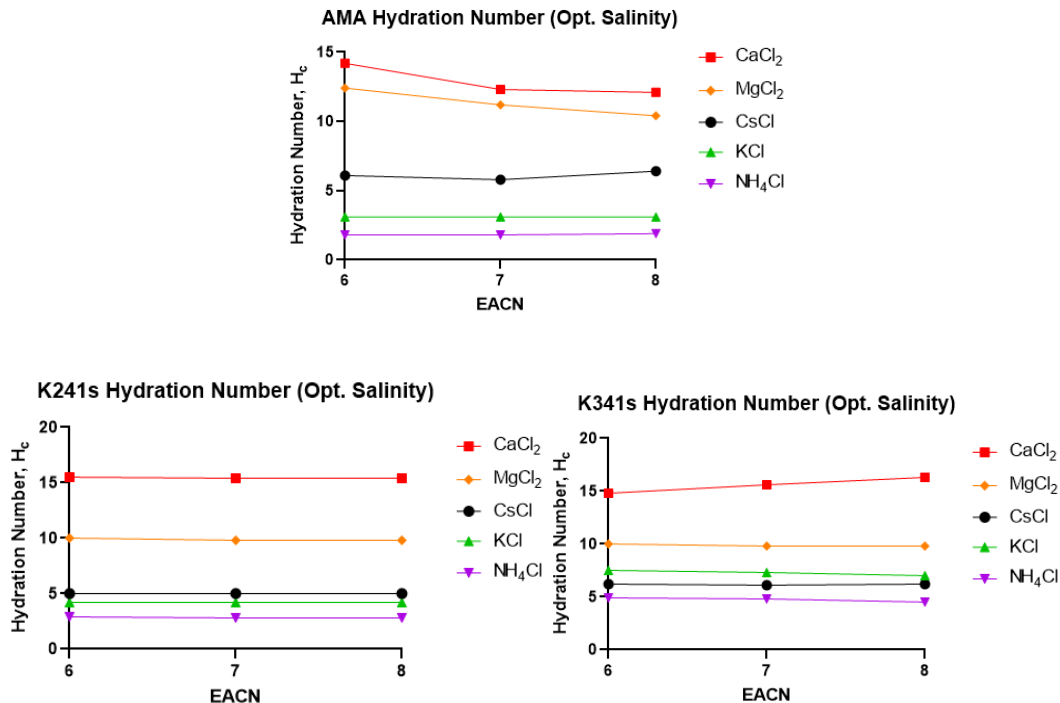 AMA Hydration Number (Opt. Salinity)
Hydration Number, H_c
15
10
5
0
6
7
8
EACN
CaCl₂
MgCl₂
CsCl
KCl
NH₄Cl
K241s Hydration Number (Opt. Salinity)
Hydration Number, H_c
20
15
10
5
0
6
7
8
EACN
CaCl₂
MgCl₂
CsCl
KCl
NH₄Cl
K341s Hydration Number (Opt. Salinity)
Hydration Number, H_c
20
15
10
5
0
6
7
8
EACN
CaCl₂
MgCl₂
CsCl
KCl
NH₄Cl